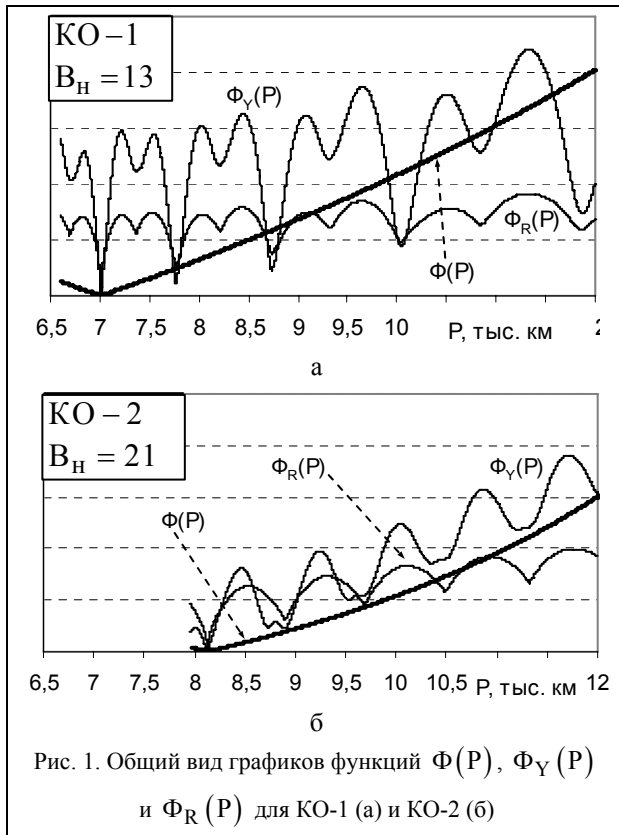 КО – 1
B_H = 13
Φ_Y(P)
Φ_R(P)
Φ(P)
6,5 7 7,5 8 8,5 9 9,5 10 P, тыс. км
а
КО – 2
B_H = 21
Φ_R(P) Φ_Y(P)
Φ(P)
6,5 7 7,5 8 8,5 9 9,5 10 10,5 P, тыс. км 12
б
Рис. 1. Общий вид графиков функций Φ(P), Φ_Y(P)
и Φ_R(P) для КО-1 (а) и КО-2 (б)